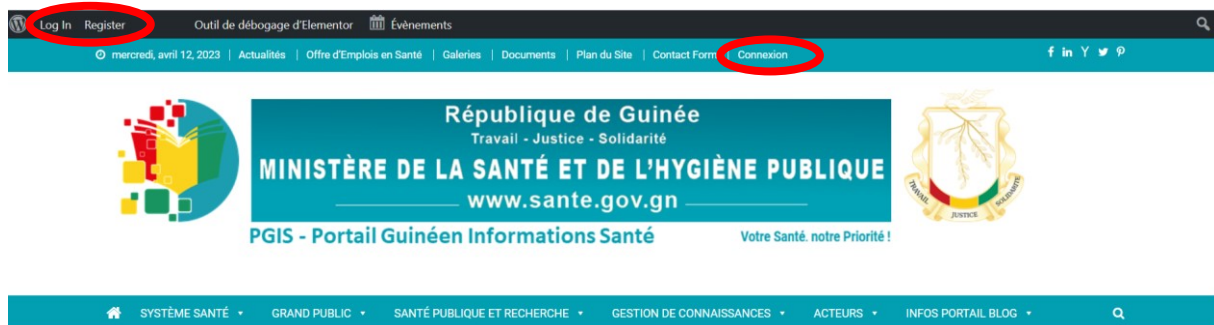 Log In Register Outil de débogage d'Elementor Évènements
mercredi, avril 12, 2023 | Actualités | Offre d'Emplois en Santé | Galeries | Documents | Plan du Site | Contact Form | Connexion
République de Guinée
Travail - Justice - Solidarité
MINISTÈRE DE LA SANTÉ ET DE L'HYGIÈNE PUBLIQUE
www.sante.gov.gn
TRAVAIL JUSTICE SOLIDARITÉ
PGIS - Portail Guinéen Informations Santé Votre Santé. notre Priorité !
SYSTÈME SANTÉ GRAND PUBLIC SANTÉ PUBLIQUE ET RECHERCHE GESTION DE CONNAISSANCES ACTEURS INFOS PORTAIL BLOG